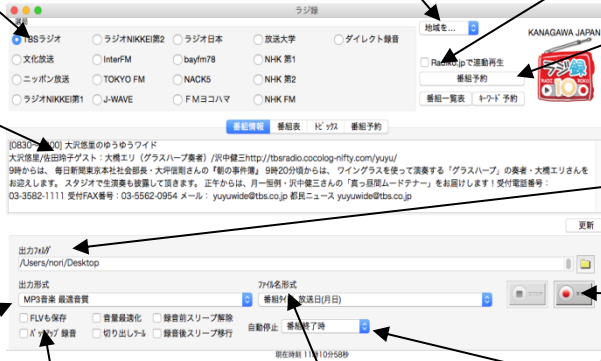 ラジ録
選局
TBSラジオ ラジオNIKKEI第2 ラジオ日本 放送大学 ダイレクト録音
文化放送 InterFM bayfm78 NHK 第1
ニッポン放送 TOKYO FM NACK5 NHK 第2
ラジオNIKKEI第1 J-WAVE FMヨコハマ NHK FM
地域を...
Radiko.jpで連動再生
番組予約
番組一覧表 キーワード予約
KANAGAWA JAPAN
ラジ録
番組情報 番組表 トピックス 番組予約
大沢悠里のゆうゆうワイド
大沢悠里/佐田玲子ゲスト:大橋エリ(グラスハープ奏者)/沢中健三http://tbsradio.cocolog-nifty.com/yuyu/
9時からは、毎日新聞東京本社社会部長・大坪信剛さんの『朝の事件簿』 9時20分頃からは、 ワイングラスを使って演奏する「グラスハープ」の奏者・大橋エリさんを
お迎えします。 スタジオで生演奏も披露して頂きます。 正午からは、月一恒例・沢中健三さんの「真っ昼間ムードテナー」をお届けします!受付電話番号:
03-3582-1111 受付FAX番号:03-5562-0954 メール: yuyuwide@tbs.co.jp 都民ニュース yuyuwide@tbs.co.jp
更新
出力フォルダ
/Users/nori/Desktop
出力形式 ファイル名形式
MP3音楽 最適音質 放送日(月日)
FLVも保存 音量最適化 録音前スリープ解除
録音 切り出しツール 録音後スリープ移行
自動停止 番組終了時
現在時刻